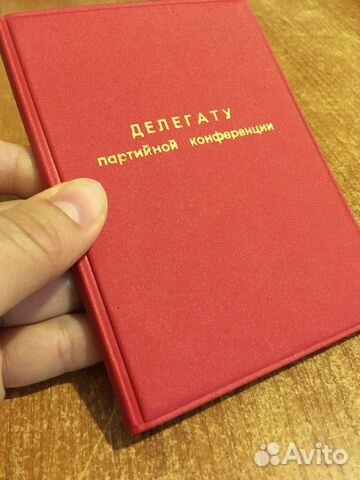 ДЕЛЕГАТУ
партийной конференции
Avito